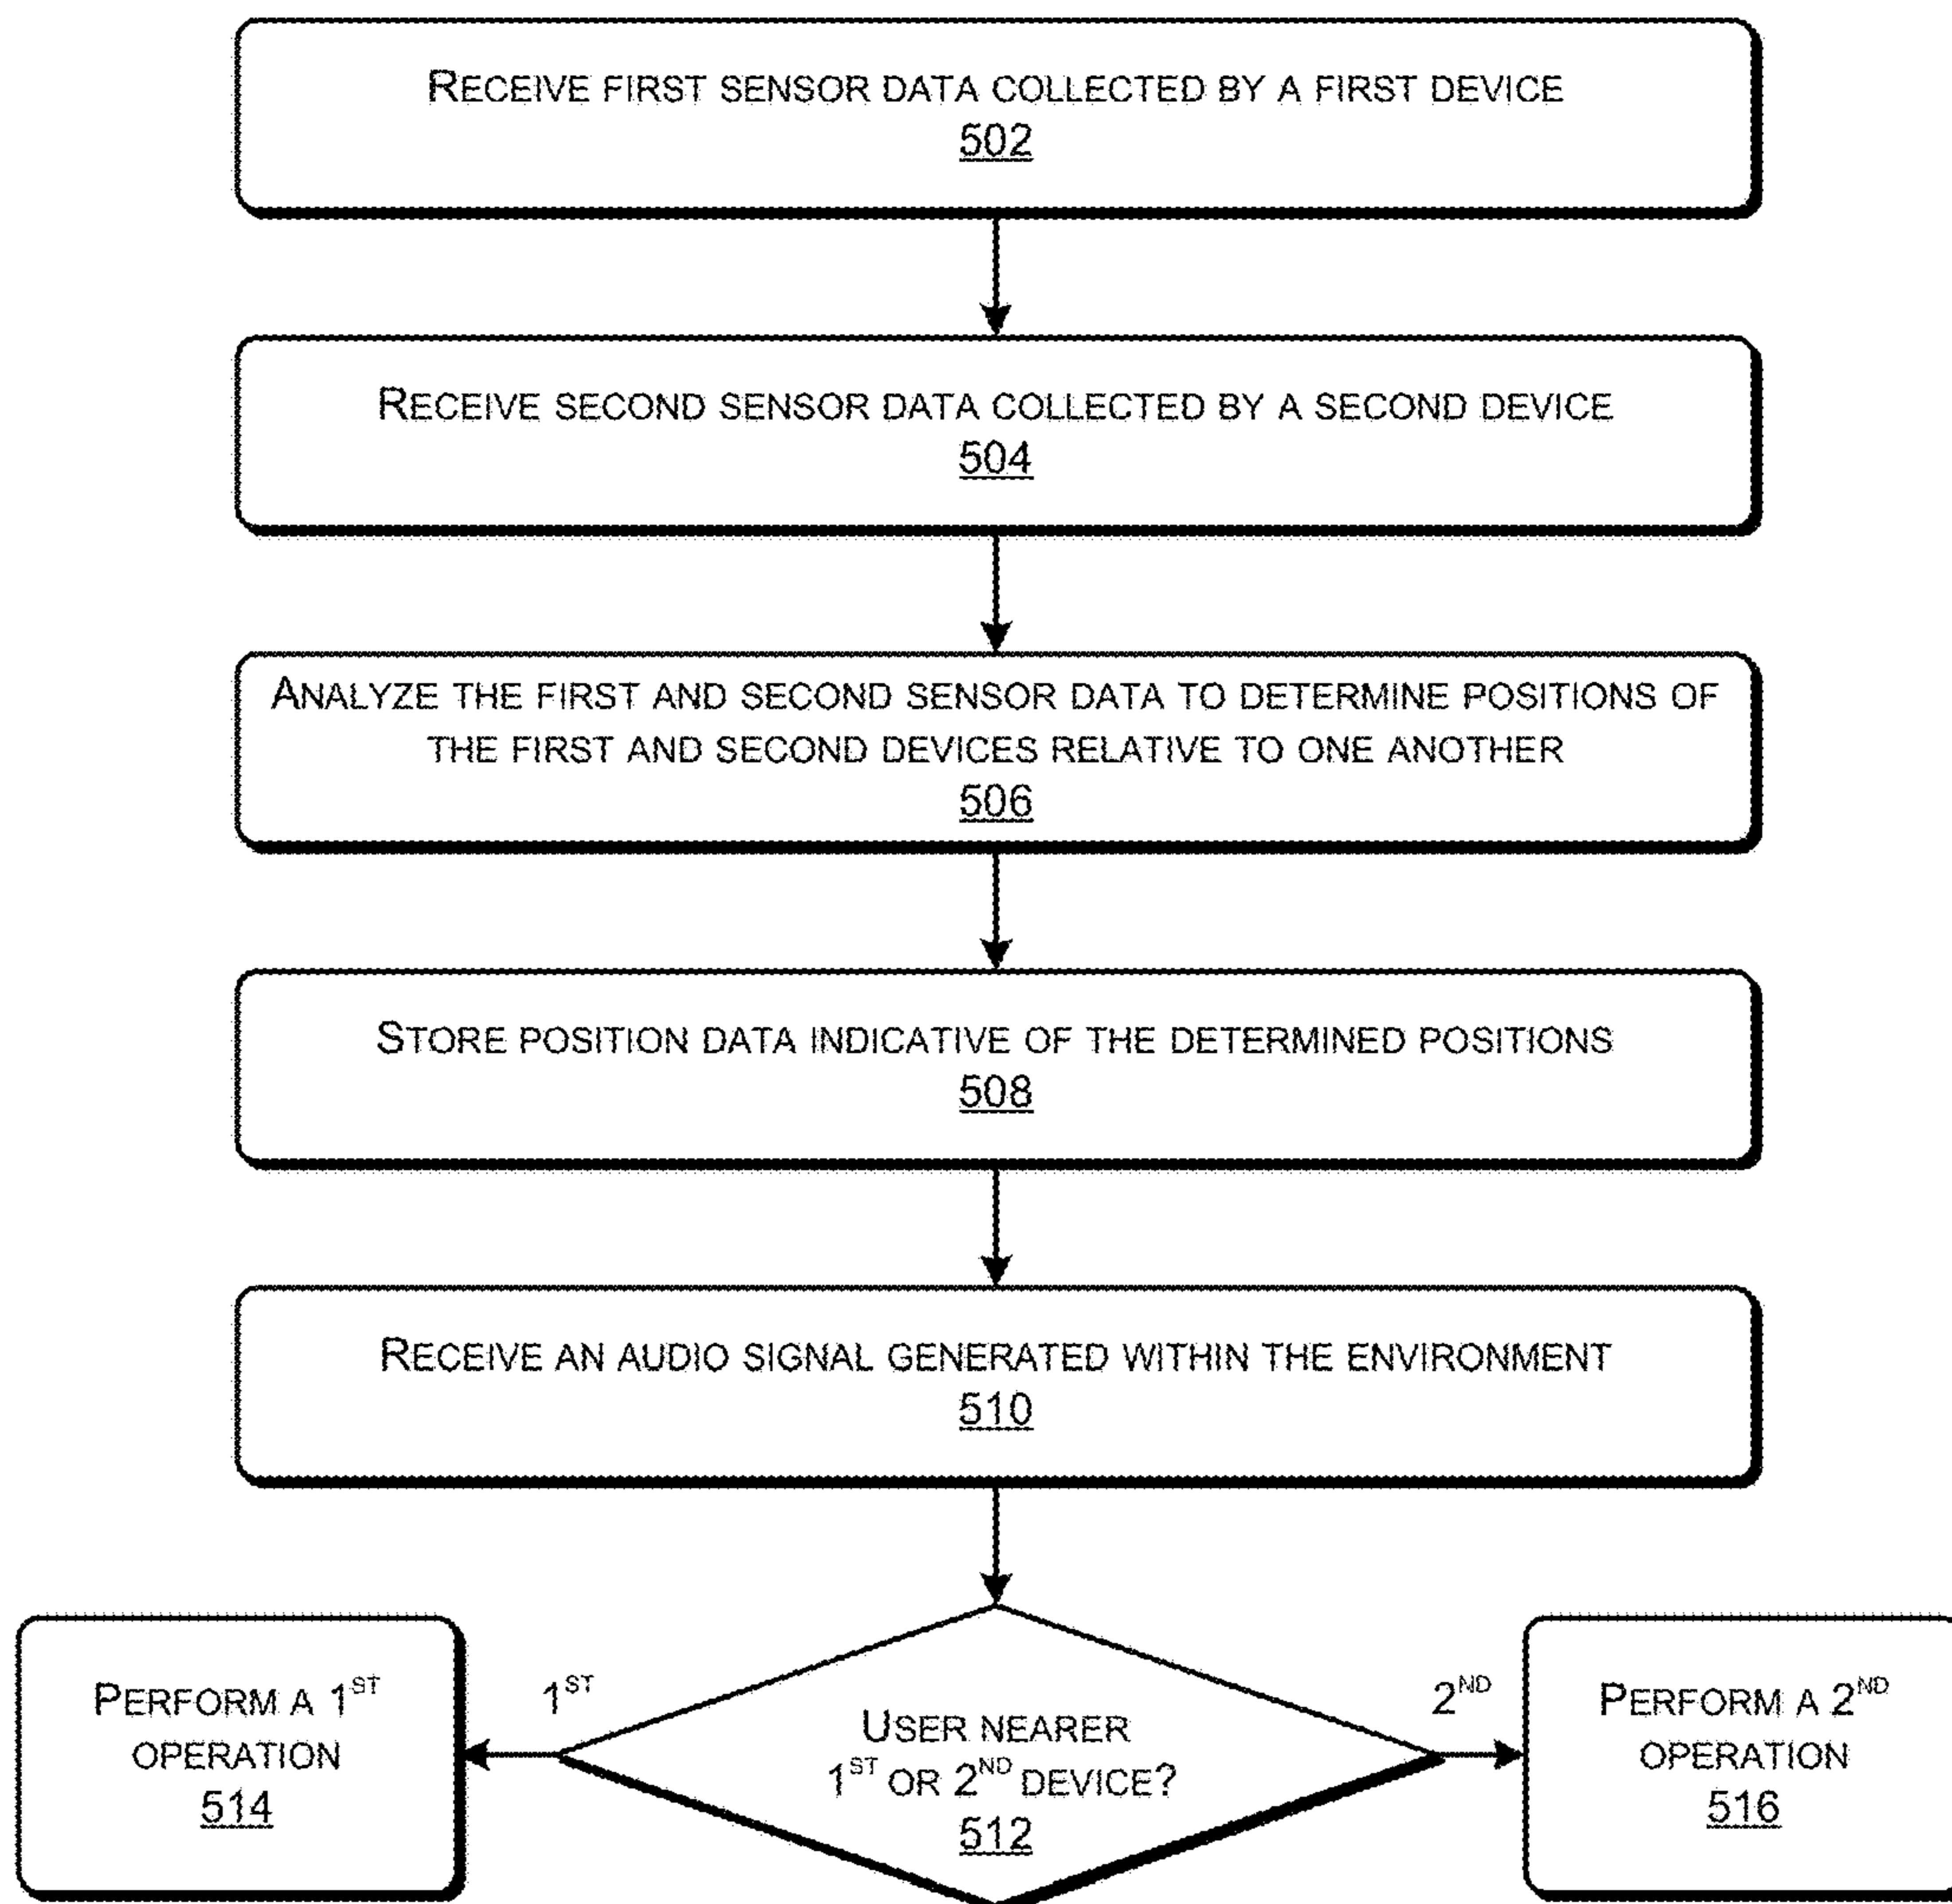 RECEIVE FIRST SENSOR DATA COLLECTED BY A FIRST DEVICE
502
RECEIVE SECOND SENSOR DATA COLLECTED BY A SECOND DEVICE
504
ANALYZE THE FIRST AND SECOND SENSOR DATA TO DETERMINE POSITIONS OF
THE FIRST AND SECOND DEVICES RELATIVE TO ONE ANOTHER
506
STORE POSITION DATA INDICATIVE OF THE DETERMINED POSITIONS
508
RECEIVE AN AUDIO SIGNAL GENERATED WITHIN THE ENVIRONMENT
510
PERFORM A 1ST
OPERATION
514
1ST
USER NEARER
1ST OR 2ND DEVICE?
512
2ND
PERFORM A 2ND
OPERATION
516